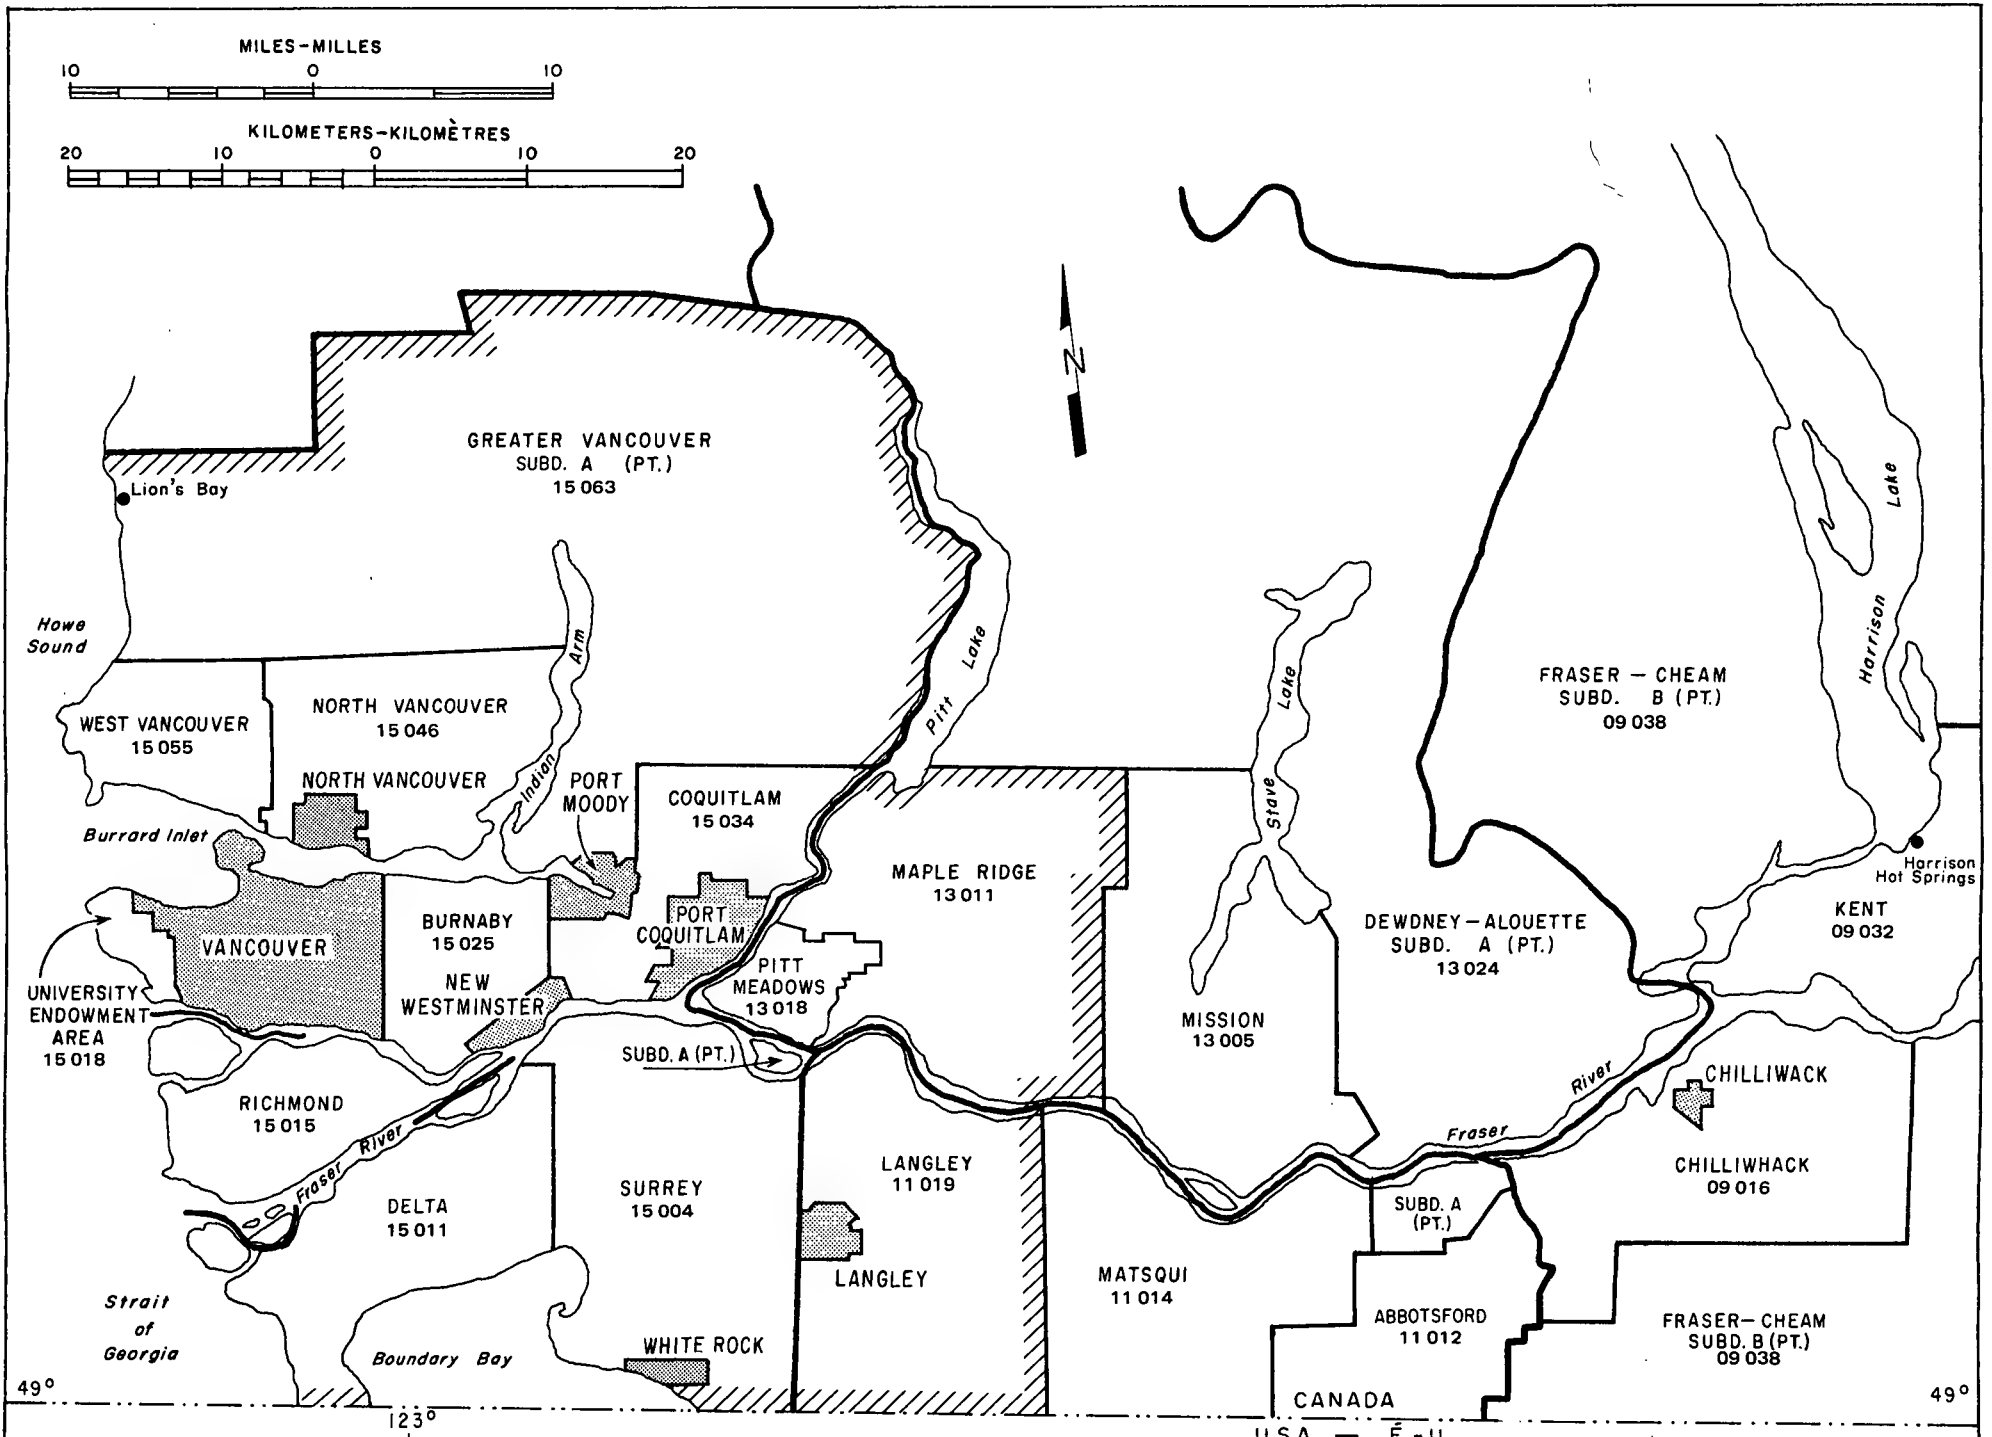 MILES-MILLES
10 0 10
KILOMETERS-KILOMÈTRES
20 10 0 10 20
N
GREATER VANCOUVER
SUBD. A (PT.)
15 063
Lion's Bay
Howe
Sound
Indian Arm
Pitt Lake
Stave Lake
Harrison Lake
FRASER - CHEAM
SUBD. B (PT.)
09 038
WEST VANCOUVER
15 055
NORTH VANCOUVER
15 046
NORTH VANCOUVER
PORT
MOODY
COQUITLAM
15 034
Burrard Inlet
MAPLE RIDGE
13 011
Harrison
Hot Springs
KENT
09 032
VANCOUVER
BURNABY
15 025
PORT
COQUITLAM
DEWDNEY - ALOUETTE
SUBD. A (PT.)
13 024
NEW
WESTMINSTER
PITT
MEADOWS
13 018
UNIVERSITY
ENDOWMENT
AREA
15 018
SUBD. A (PT.)
MISSION
13 005
RICHMOND
15 015
Fraser River
Fraser River
CHILLIWACK
CHILLIWHACK
09 016
DELTA
15 011
SURREY
15 004
LANGLEY
11 019
LANGLEY
SUBD. A
(PT.)
MATSQUI
11 014
ABBOTSFORD
11 012
FRASER- CHEAM
SUBD. B (PT.)
09 038
Strait
of
Georgia
Boundary Bay
WHITE ROCK
49°
49°
123°
CANADA
USA — É-U